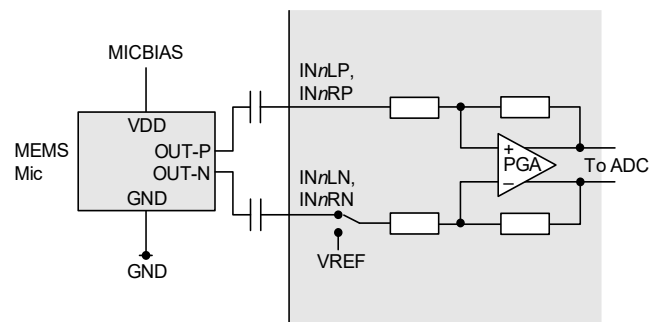 MICBIAS
INnLP,
INnRP
VDD
MEMS
Mic
OUT-P
OUT-N
GND
+
PGA
–
To ADC
INnLN,
INnRN
VREF
GND